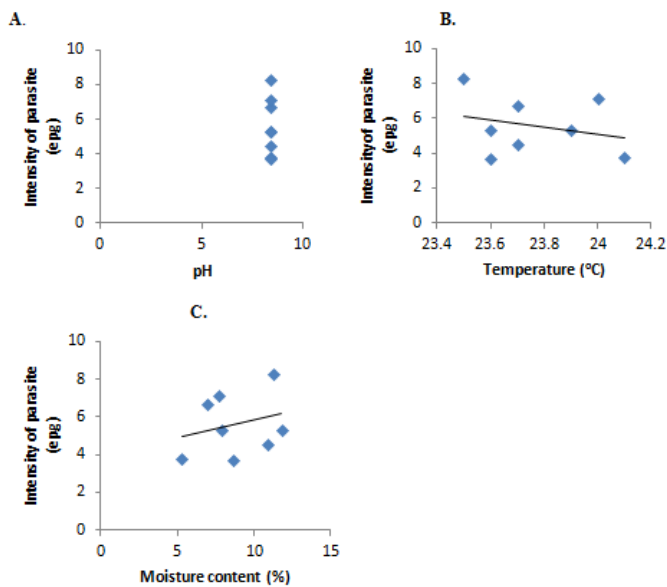 A.
Intensity of parasite
(epg)
10
8
6
4
2
0
0 5 10
pH
B.
Intensity of parasite
(epg)
10
8
6
4
2
0
23.4 23.6 23.8 24 24.2
Temperature (°C)
C.
Intensity of parasite
(epg)
10
8
6
4
2
0
0 5 10 15
Moisture content (%)